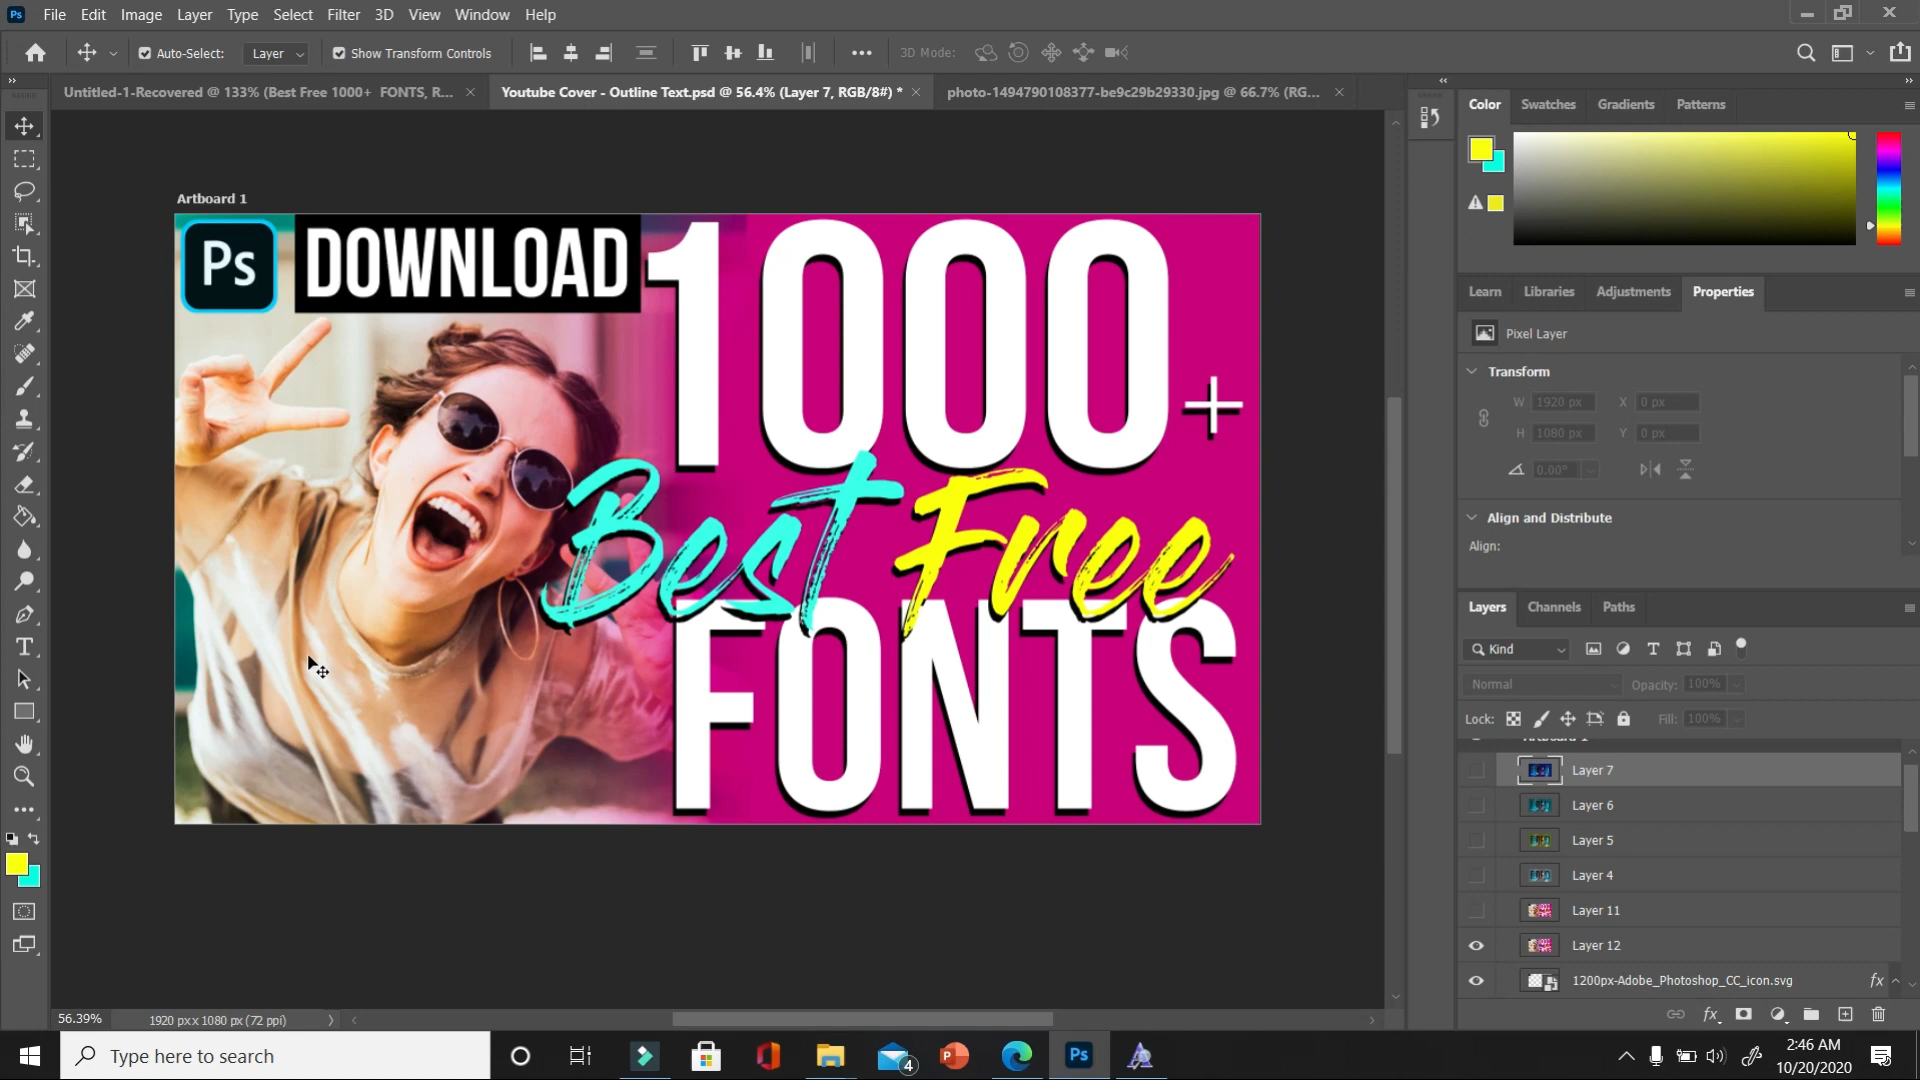 Ps File Edit Image Layer Type Select Filter 3D View Window Help
Auto-Select: Layer Show Transform Controls 3D Mode:
Untitled-1-Recovered @ 133% (Best Free 1000+ FONTS, R... × Youtube Cover - Outline Text.psd @ 56.4% (Layer 7, RGB/8#) * × photo-1494790108377-be9c29b29330.jpg @ 66.7% (RG... ×
Color Swatches Gradients Patterns
Artboard 1
Ps DOWNLOAD 1000+
Best Free
FONTS
Learn Libraries Adjustments Properties
Pixel Layer
Transform
W 1920 px X 0 px
H 1080 px Y 0 px
0.00°
Align and Distribute
Align:
Layers Channels Paths
Kind
Normal Opacity: 100%
Lock: Fill: 100%
Artboard 1
Layer 7
Layer 6
Layer 5
Layer 4
Layer 11
Layer 12
1200px-Adobe_Photoshop_CC_icon.svg fx
56.39% 1920 px x 1080 px (72 ppi)
fx
Type here to search
4
Ps
2:46 AM
10/20/2020